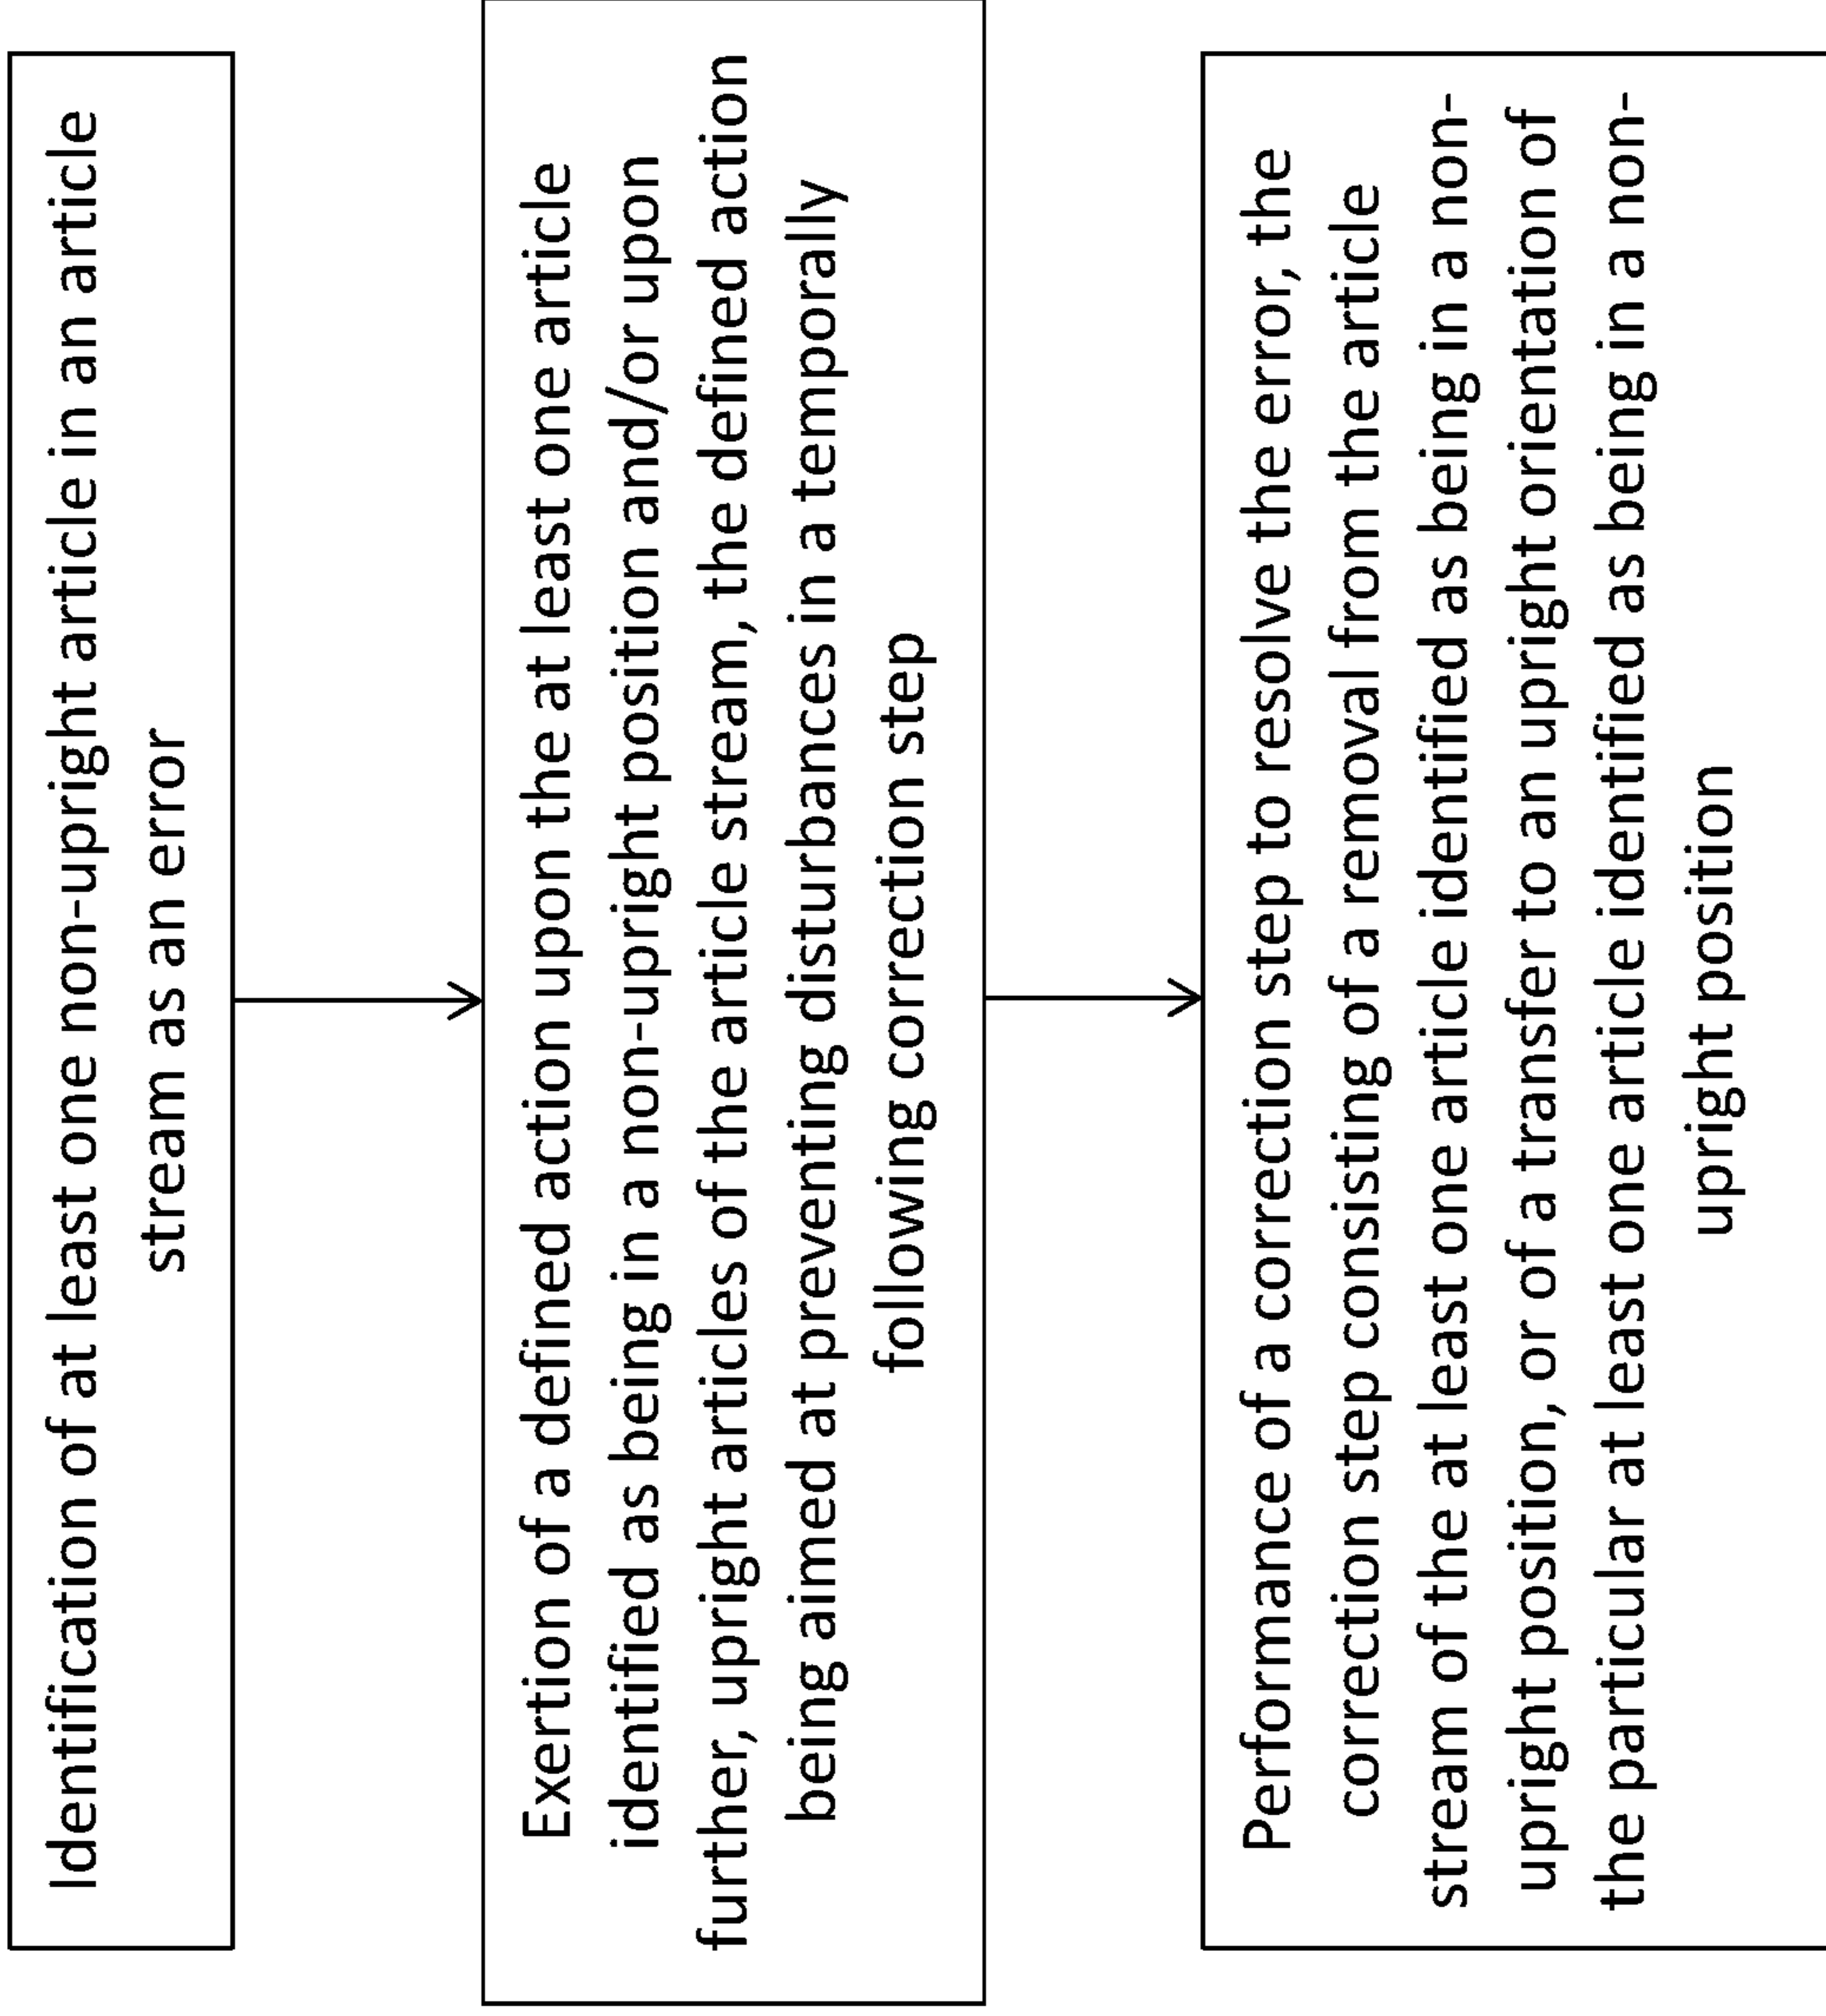 Identification of at least one non-upright article in an article
stream as an error
Exertion of a defined action upon the at least one article
identified as being in a non-upright position and/or upon
further, upright articles of the article stream, the defined action
being aimed at preventing disturbances in a temporally
following correction step
Performance of a correction step to resolve the error, the
correction step consisting of a removal from the article
stream of the at least one article identified as being in a non-
upright position, or of a transfer to an upright orientation of
the particular at least one article identified as being in a non-
upright position